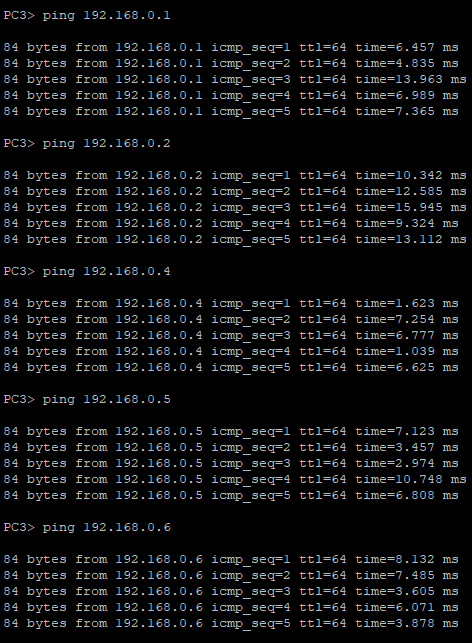 PC3> ping 192.168.0.1
84 bytes from 192.168.0.1 icmp_seq=1 ttl=64 time=6.457 ms
84 bytes from 192.168.0.1 icmp_seq=2 ttl=64 time=4.835 ms
84 bytes from 192.168.0.1 icmp_seq=3 ttl=64 time=13.963 ms
84 bytes from 192.168.0.1 icmp_seq=4 ttl=64 time=6.989 ms
84 bytes from 192.168.0.1 icmp_seq=5 ttl=64 time=7.365 ms
PC3> ping 192.168.0.2
84 bytes from 192.168.0.2 icmp_seq=1 ttl=64 time=10.342 ms
84 bytes from 192.168.0.2 icmp_seq=2 ttl=64 time=12.585 ms
84 bytes from 192.168.0.2 icmp_seq=3 ttl=64 time=15.945 ms
84 bytes from 192.168.0.2 icmp_seq=4 ttl=64 time=9.324 ms
84 bytes from 192.168.0.2 icmp_seq=5 ttl=64 time=13.112 ms
PC3> ping 192.168.0.4
84 bytes from 192.168.0.4 icmp_seq=1 ttl=64 time=1.623 ms
84 bytes from 192.168.0.4 icmp_seq=2 ttl=64 time=7.254 ms
84 bytes from 192.168.0.4 icmp_seq=3 ttl=64 time=6.777 ms
84 bytes from 192.168.0.4 icmp_seq=4 ttl=64 time=1.039 ms
84 bytes from 192.168.0.4 icmp_seq=5 ttl=64 time=6.625 ms
PC3> ping 192.168.0.5
84 bytes from 192.168.0.5 icmp_seq=1 ttl=64 time=7.123 ms
84 bytes from 192.168.0.5 icmp_seq=2 ttl=64 time=3.457 ms
84 bytes from 192.168.0.5 icmp_seq=3 ttl=64 time=2.974 ms
84 bytes from 192.168.0.5 icmp_seq=4 ttl=64 time=10.748 ms
84 bytes from 192.168.0.5 icmp_seq=5 ttl=64 time=6.808 ms
PC3> ping 192.168.0.6
84 bytes from 192.168.0.6 icmp_seq=1 ttl=64 time=8.132 ms
84 bytes from 192.168.0.6 icmp_seq=2 ttl=64 time=7.485 ms
84 bytes from 192.168.0.6 icmp_seq=3 ttl=64 time=3.605 ms
84 bytes from 192.168.0.6 icmp_seq=4 ttl=64 time=6.071 ms
84 bytes from 192.168.0.6 icmp_seq=5 ttl=64 time=3.878 ms